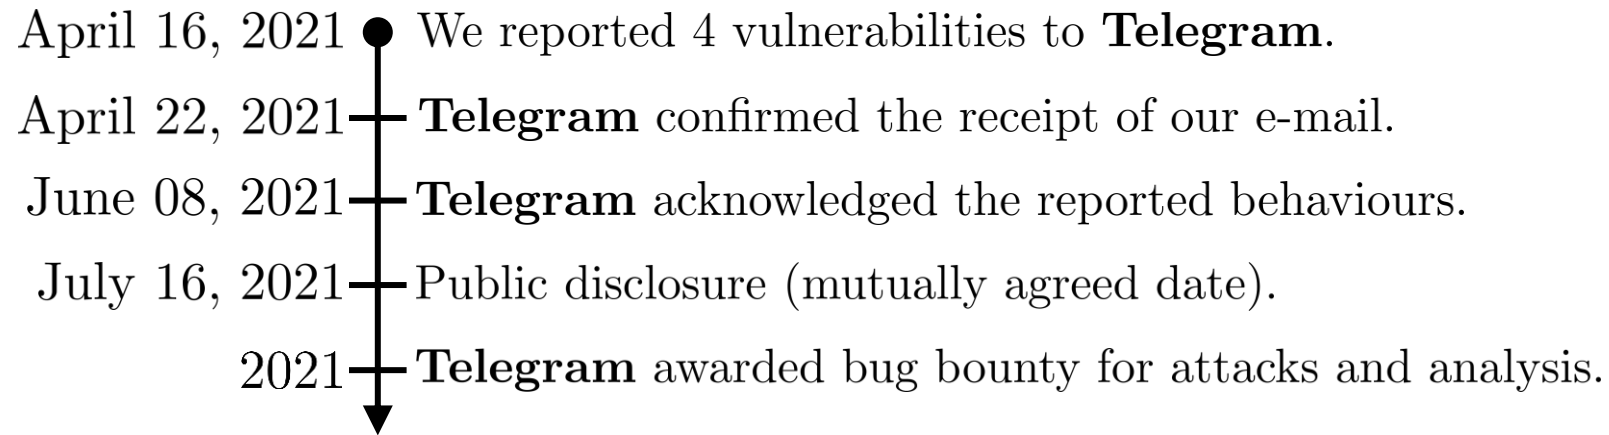 April 16, 2021 We reported 4 vulnerabilities to Telegram.
April 22, 2021 Telegram confirmed the receipt of our e-mail.
June 08, 2021 Telegram acknowledged the reported behaviours.
July 16, 2021 Public disclosure (mutually agreed date).
2021 Telegram awarded bug bounty for attacks and analysis.